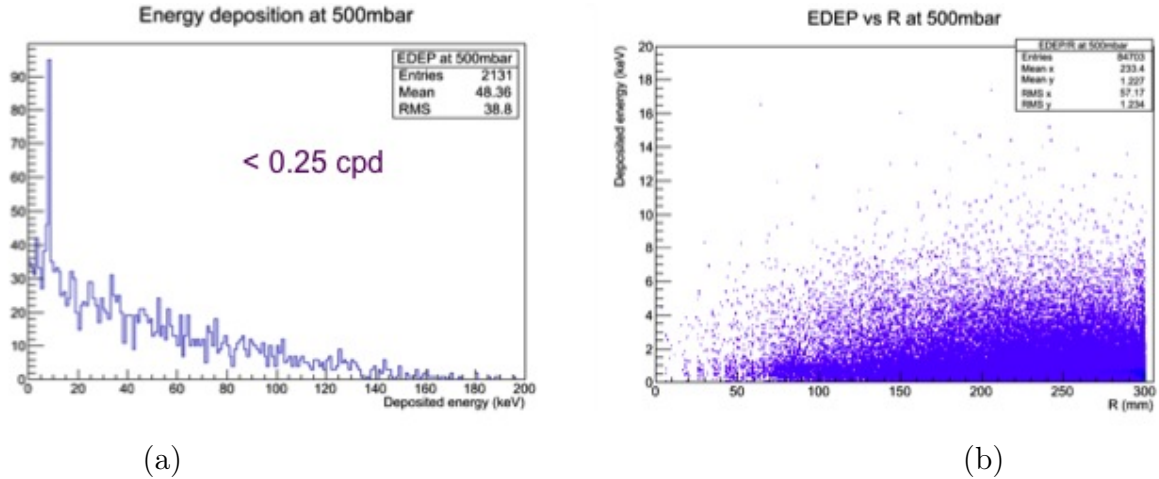 Energy deposition at 500mbar
EDEP at 500mbar
Entries 2131
Mean 48.36
RMS 38.8
< 0.25 cpd
90
80
70
60
50
40
30
20
10
0
0 20 40 60 80 100 120 140 160 180 200
Deposited energy (keV)
(a)
EDEP vs R at 500mbar
Deposited energy (keV)
EDEP/R at 500mbar
Entries 84703
Mean x 233.4
Mean y 1.227
RMS x 57.17
RMS y 1.234
20
18
16
14
12
10
8
6
4
2
0
0 50 100 150 200 250 300
R (mm)
(b)